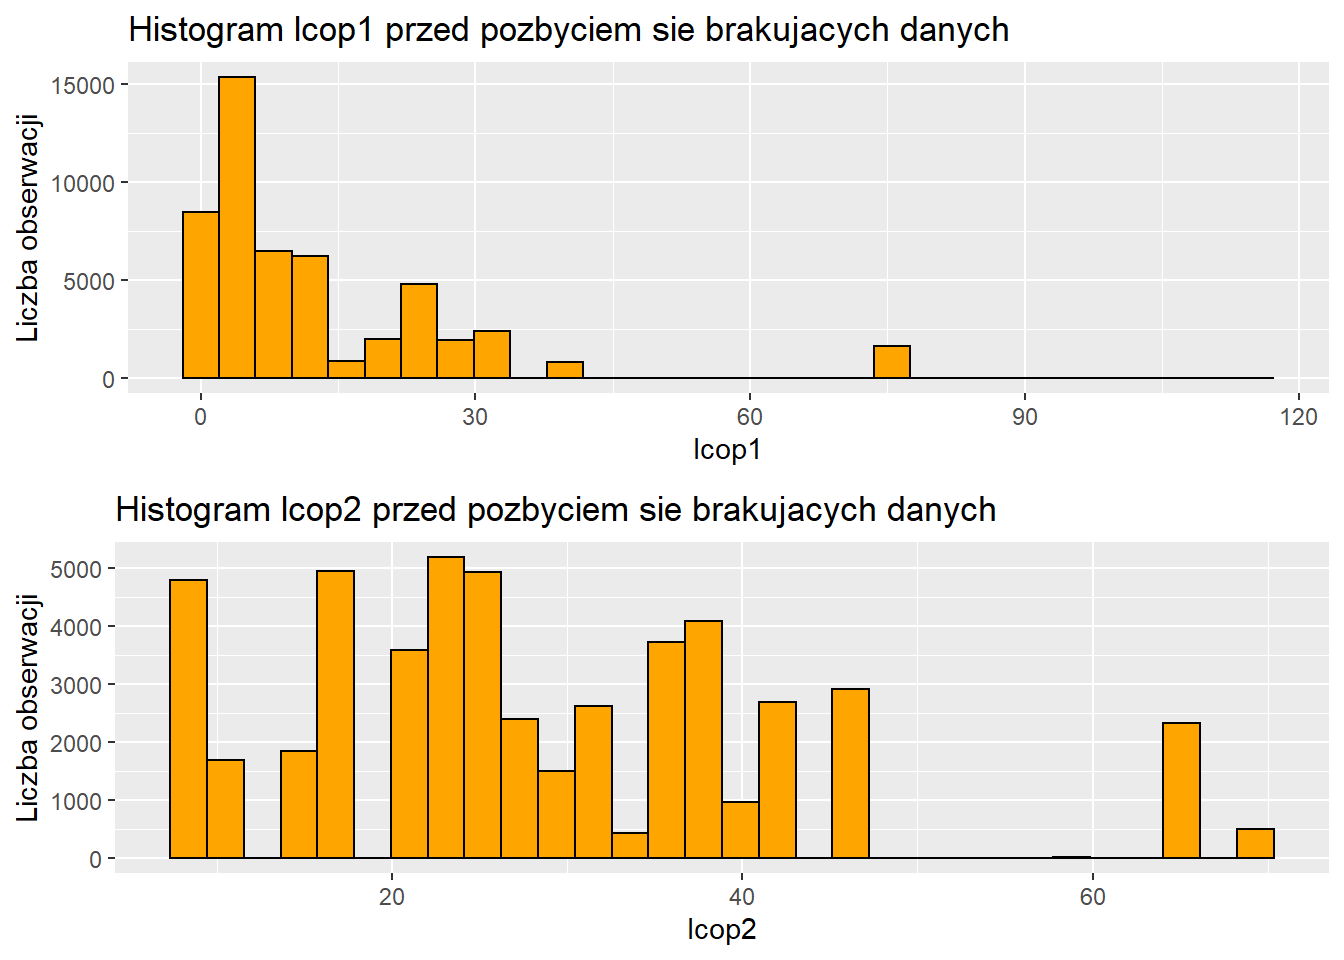 Histogram lcop1 przed pozbyciem sie brakujacych danych
Liczba obserwacji
15000
10000
5000
0
0 30 60 90 120
lcop1
Histogram lcop2 przed pozbyciem sie brakujacych danych
Liczba obserwacji
5000
4000
3000
2000
1000
0
20 40 60
lcop2